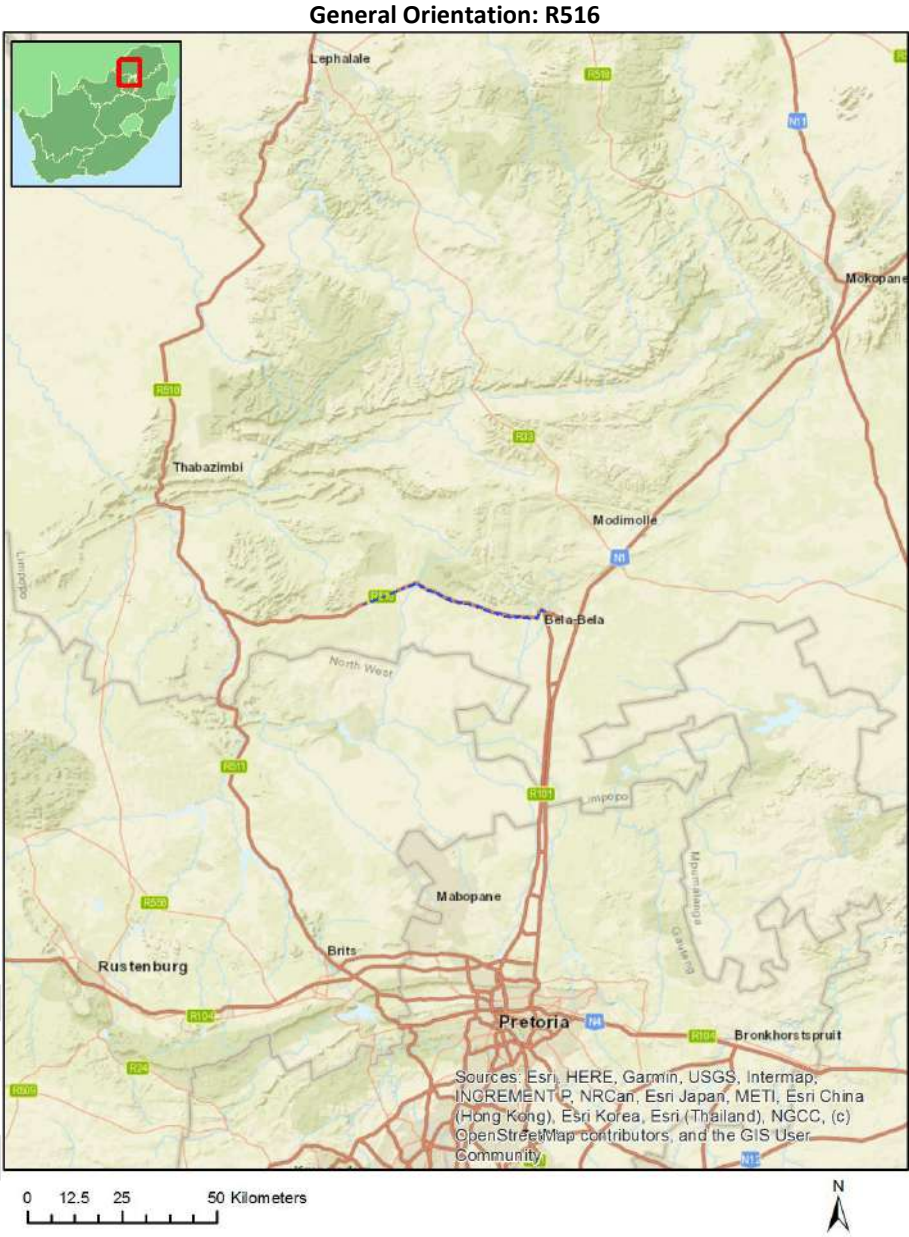 General Orientation: R516
Lephalale
R518
N11
Mokopane
R510
R33
Thabazimbi
Modimolle
N1
Limpopo
Bela-Bela
North West
R511
R101
Limpopo
Mpumalanga
Mabopane
R556
Gauteng
Brits
Rustenburg
R104
Pretoria
N4
R104
Bronkhorstspruit
R24
R509
Sources: Esri, HERE, Garmin, USGS, Intermap,
INCREMENT P, NRCan, Esri Japan, METI, Esri China
(Hong Kong), Esri Korea, Esri (Thailand), NGCC, (c)
OpenStreetMap contributors, and the GIS User
Community
N12
0 12.5 25 50 Kilometers
N